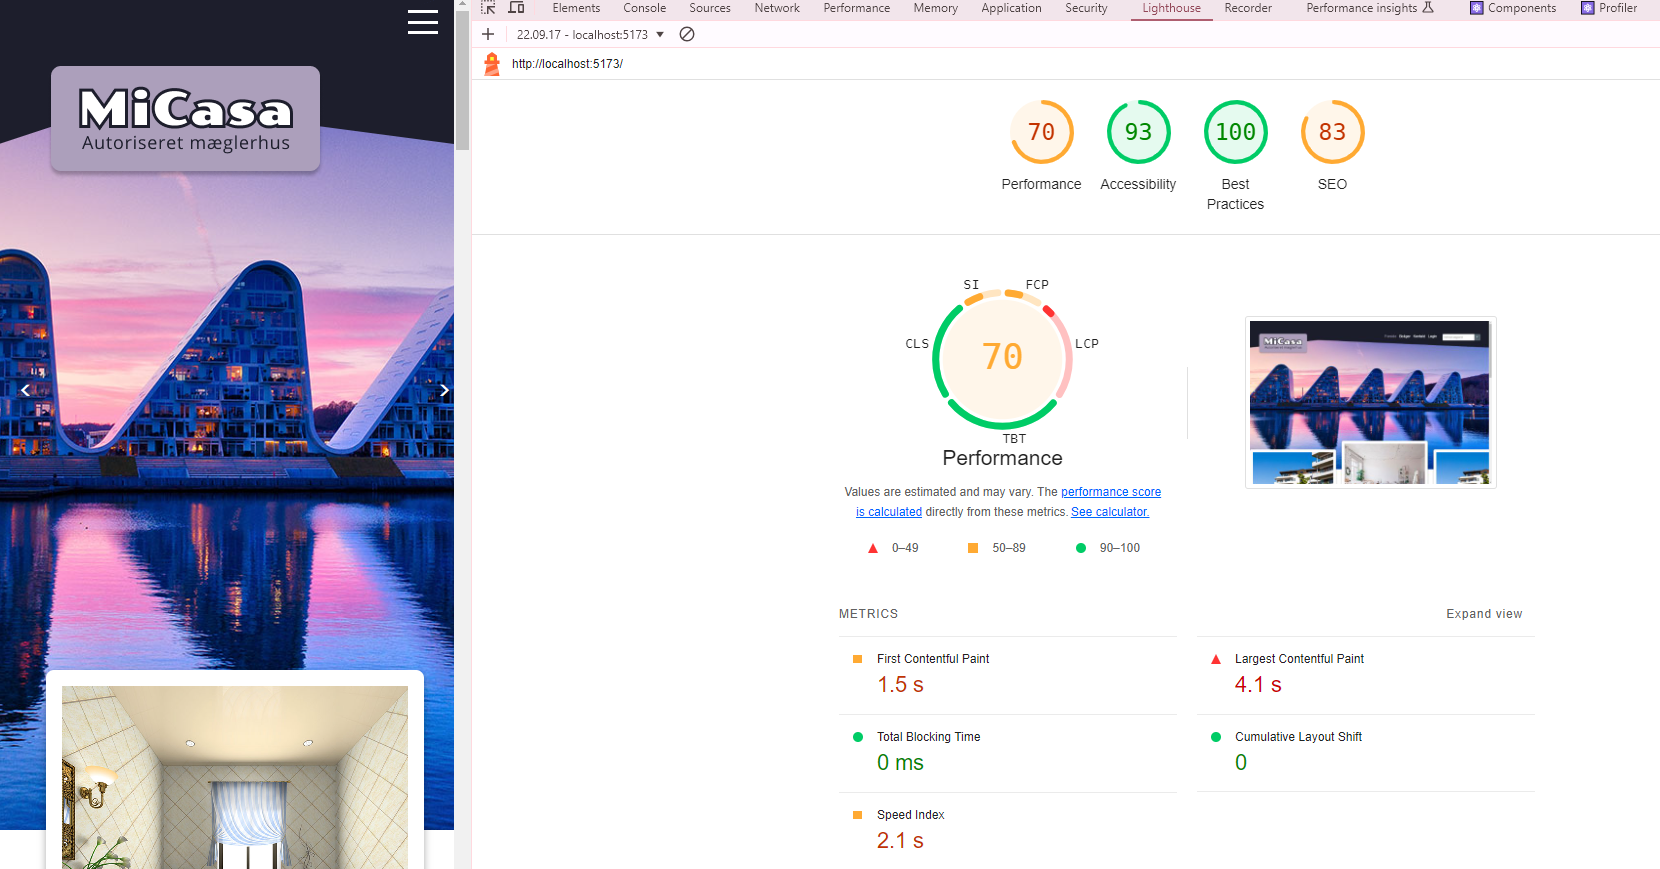 MiCasa
Autoriseret mæglerhus
Elements Console Sources Network Performance Memory Application Security Lighthouse Recorder Performance insights Components Profiler
22.09.17 - localhost:5173
http://localhost:5173/
70 93 100 83
Performance Accessibility Best Practices SEO
SI FCP
CLS LCP
70
TBT
Performance
Values are estimated and may vary. The performance score
is calculated directly from these metrics. See calculator.
0–49 50–89 90–100
MiCasa
METRICS Expand view
First Contentful Paint
1.5 s
Largest Contentful Paint
4.1 s
Total Blocking Time
0 ms
Cumulative Layout Shift
0
Speed Index
2.1 s